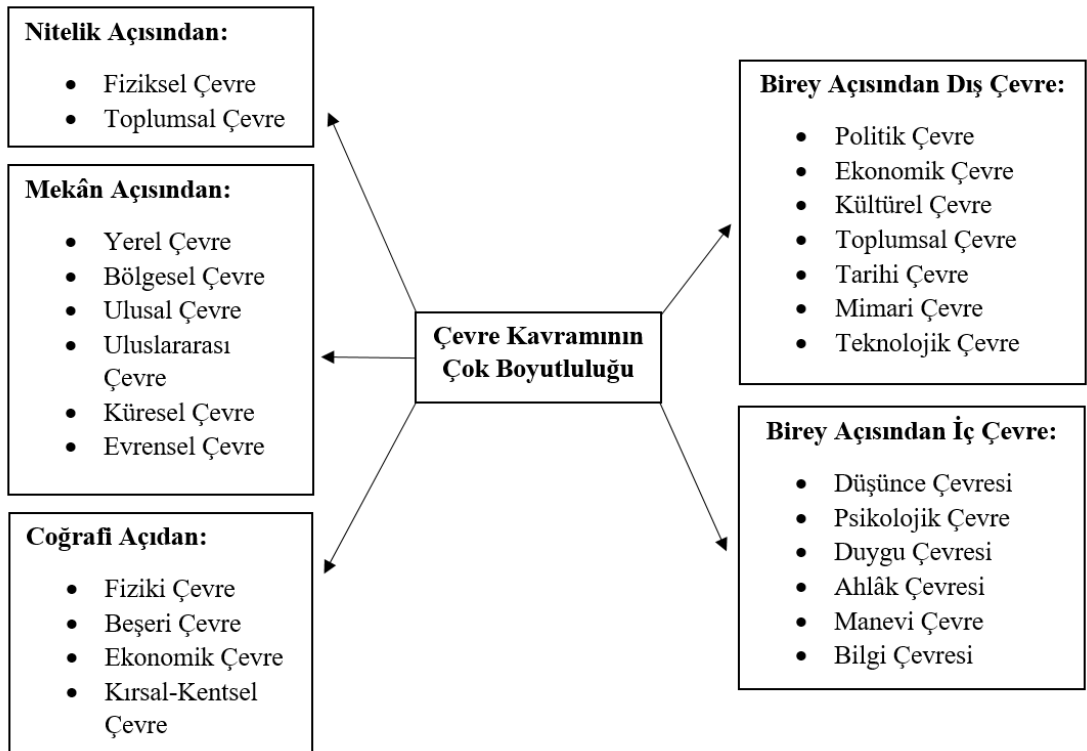 Nitelik Açısından:
• Fiziksel Çevre
• Toplumsal Çevre
Mekân Açısından:
• Yerel Çevre
• Bölgesel Çevre
• Ulusal Çevre
• Uluslararası
Çevre
• Küresel Çevre
• Evrensel Çevre
Coğrafi Açıdan:
• Fiziki Çevre
• Beşeri Çevre
• Ekonomik Çevre
• Kırsal-Kentsel
Çevre
Çevre Kavramının
Çok Boyutluluğu
Birey Açısından Dış Çevre:
• Politik Çevre
• Ekonomik Çevre
• Kültürel Çevre
• Toplumsal Çevre
• Tarihi Çevre
• Mimari Çevre
• Teknolojik Çevre
Birey Açısından İç Çevre:
• Düşünce Çevresi
• Psikolojik Çevre
• Duygu Çevresi
• Ahlâk Çevresi
• Manevi Çevre
• Bilgi Çevresi